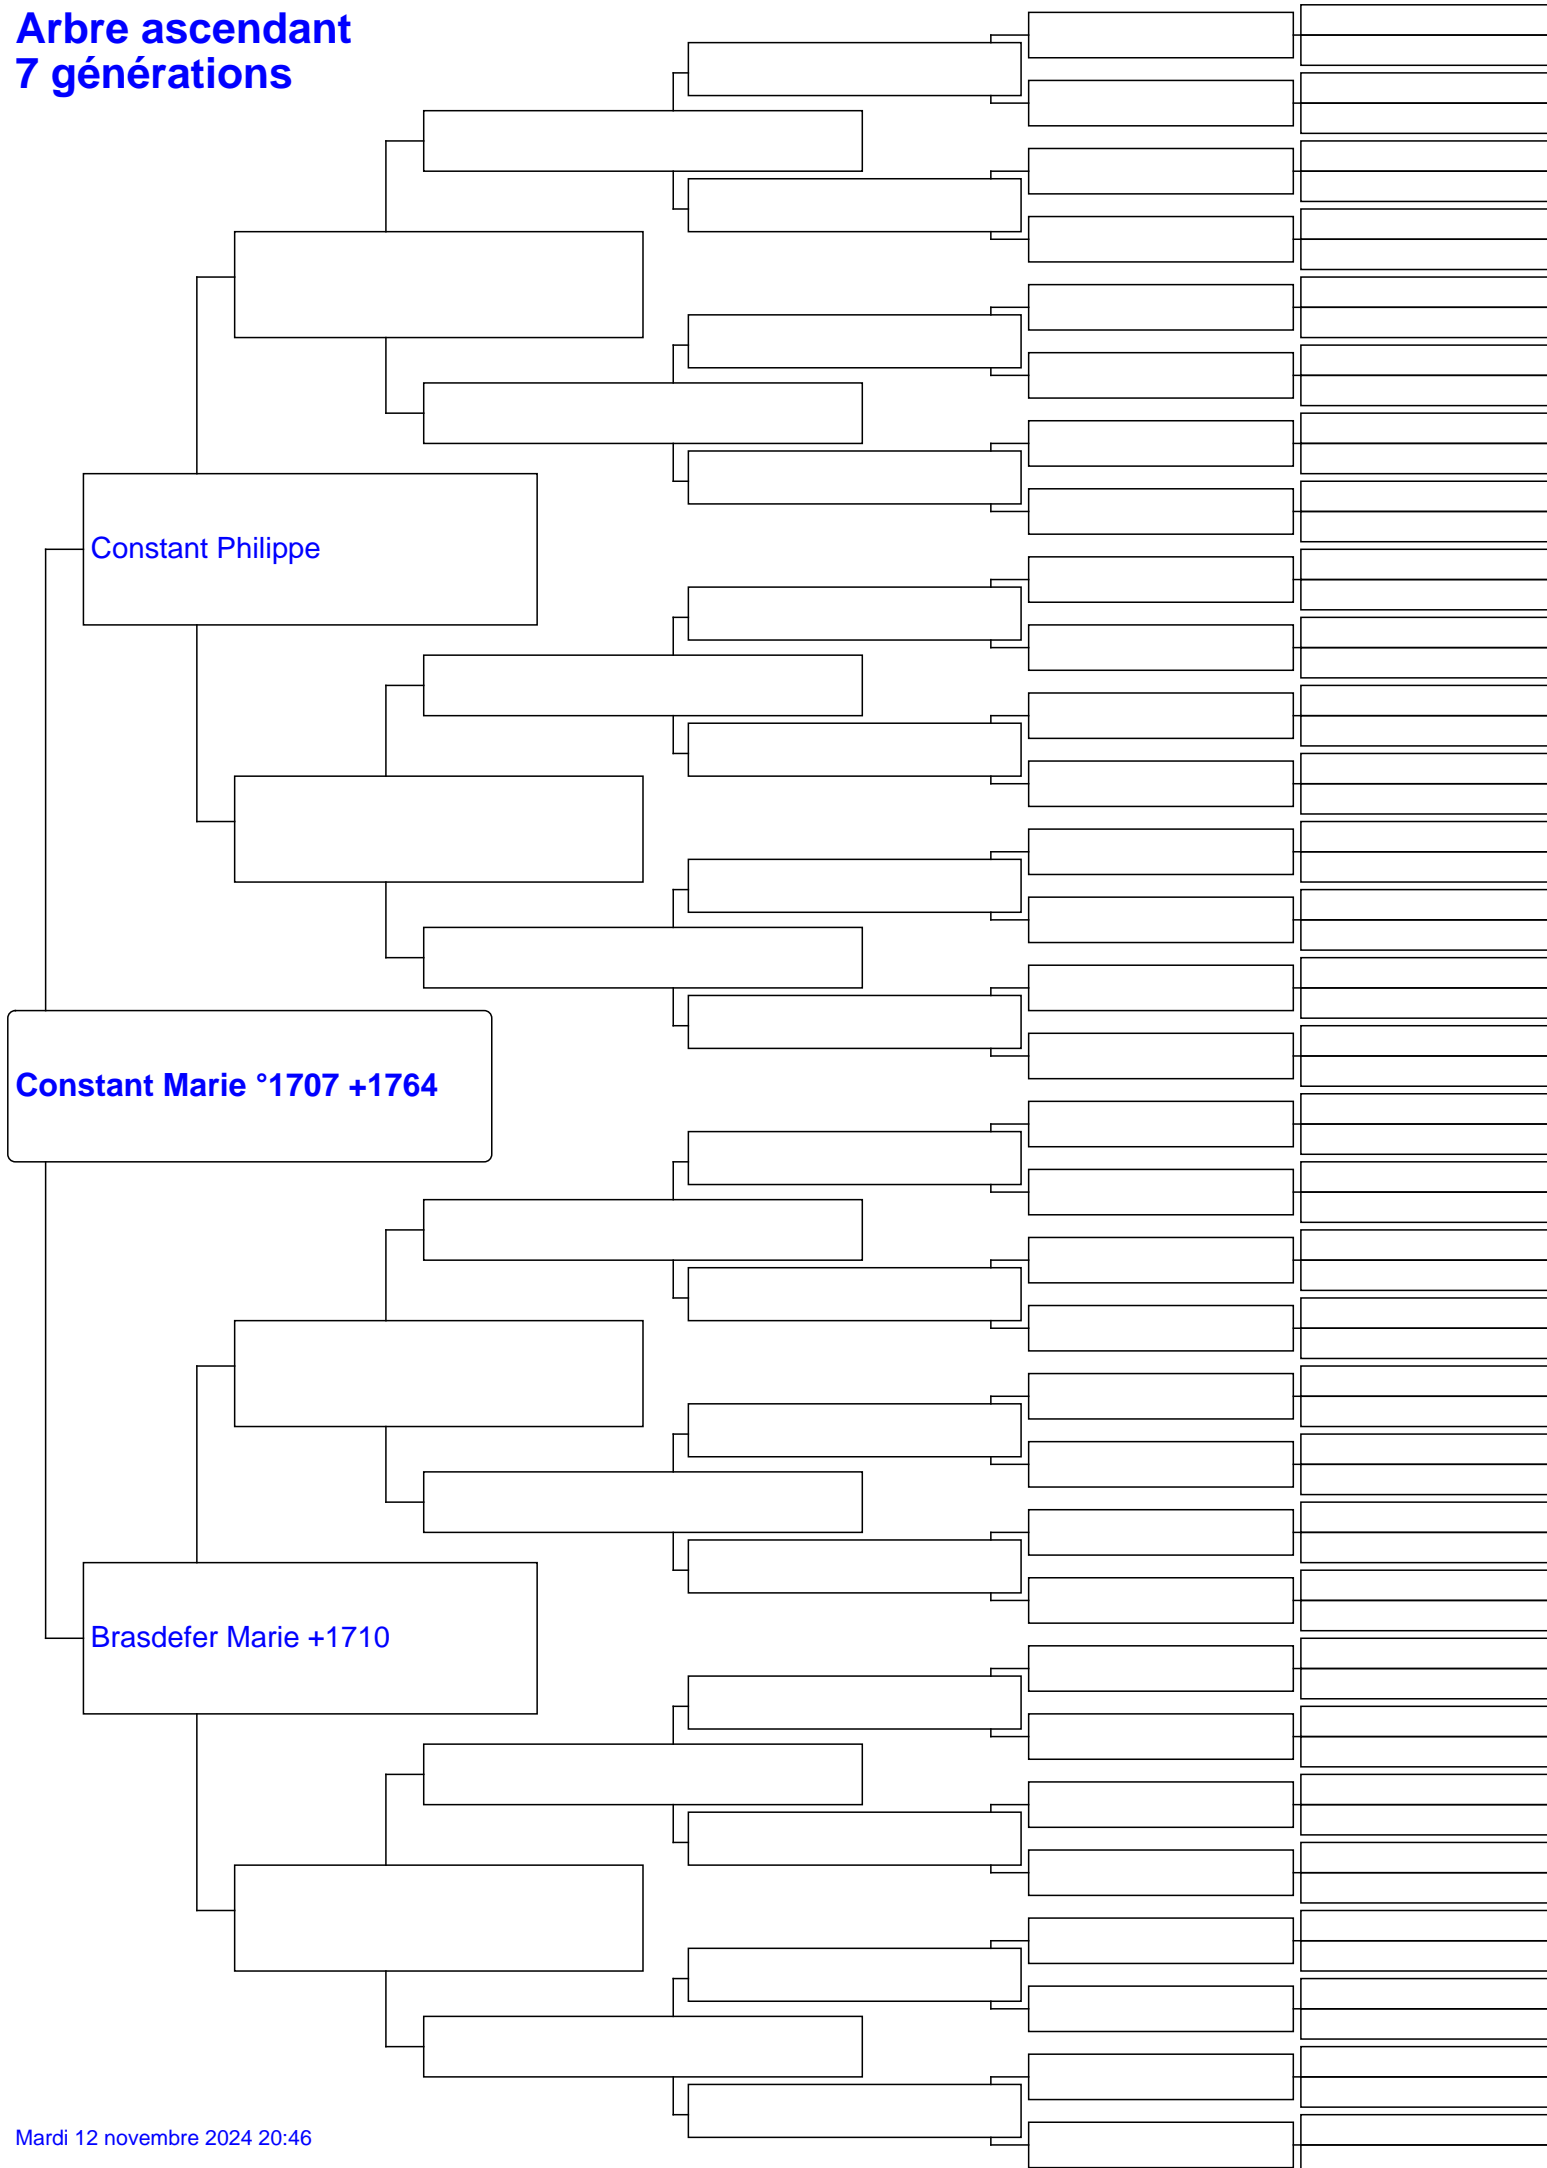 Arbre ascendant
7 générations
Constant Philippe
Constant Marie °1707 +1764
Brasdefer Marie +1710
Mardi 12 novembre 2024 20:46